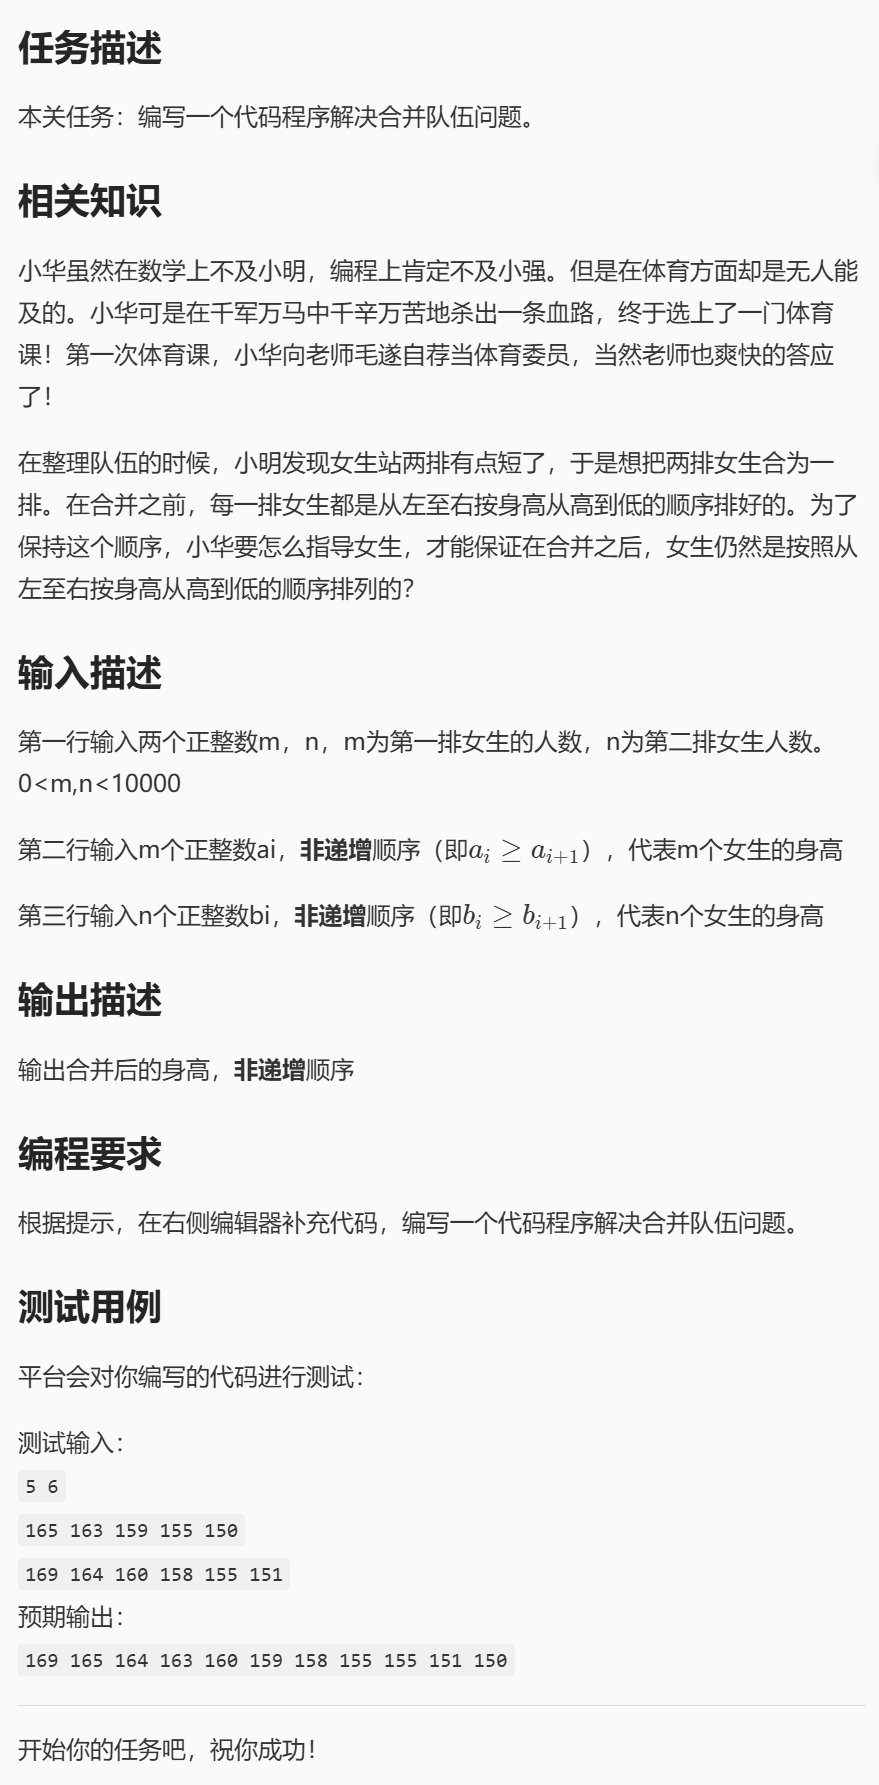 任务描述
本关任务：编写一个代码程序解决合并队伍问题。
相关知识
小华虽然在数学上不及小明，编程上肯定不及小强。但是在体育方面却是无人能
及的。小华可是在千军万马中千辛万苦地杀出一条血路，终于选上了一门体育
课！第一次体育课，小华向老师毛遂自荐当体育委员，当然老师也爽快的答应
了！
在整理队伍的时候，小明发现女生站两排有点短了，于是想把两排女生合为一
排。在合并之前，每一排女生都是从左至右按身高从高到低的顺序排好的。为了
保持这个顺序，小华要怎么指导女生，才能保证在合并之后，女生仍然是按照从
左至右按身高从高到低的顺序排列的？
输入描述
第一行输入两个正整数m，n，m为第一排女生的人数，n为第二排女生人数。
0<m,n<10000
第二行输入m个正整数ai，非递增顺序（即$a_i \geq a_{i+1}$），代表m个女生的身高
第三行输入n个正整数bi，非递增顺序（即$b_i \geq b_{i+1}$），代表n个女生的身高
输出描述
输出合并后的身高，非递增顺序
编程要求
根据提示，在右侧编辑器补充代码，编写一个代码程序解决合并队伍问题。
测试用例
平台会对你编写的代码进行测试：
测试输入：
5 6
165 163 159 155 150
169 164 160 158 155 151
预期输出：
169 165 164 163 160 159 158 155 155 151 150
开始你的任务吧，祝你成功！